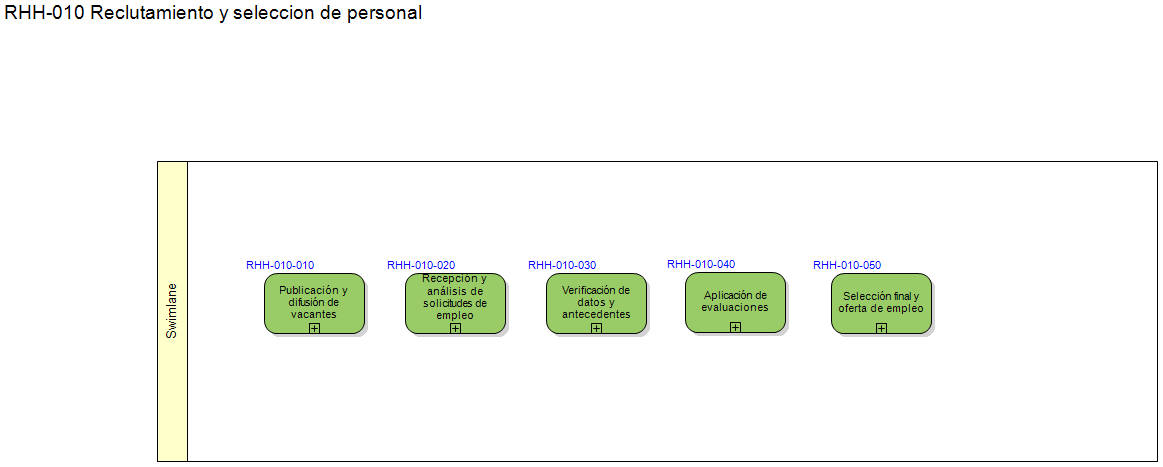 RHH-010 Reclutamiento y seleccion de personal
Swimlane
RHH-010-010
Publicación y
difusión de
vacantes
RHH-010-020
Recepción y
análisis de
solicitudes de
empleo
RHH-010-030
Verificación de
datos y
antecedentes
RHH-010-040
Aplicación de
evaluaciones
RHH-010-050
Selección final y
oferta de empleo